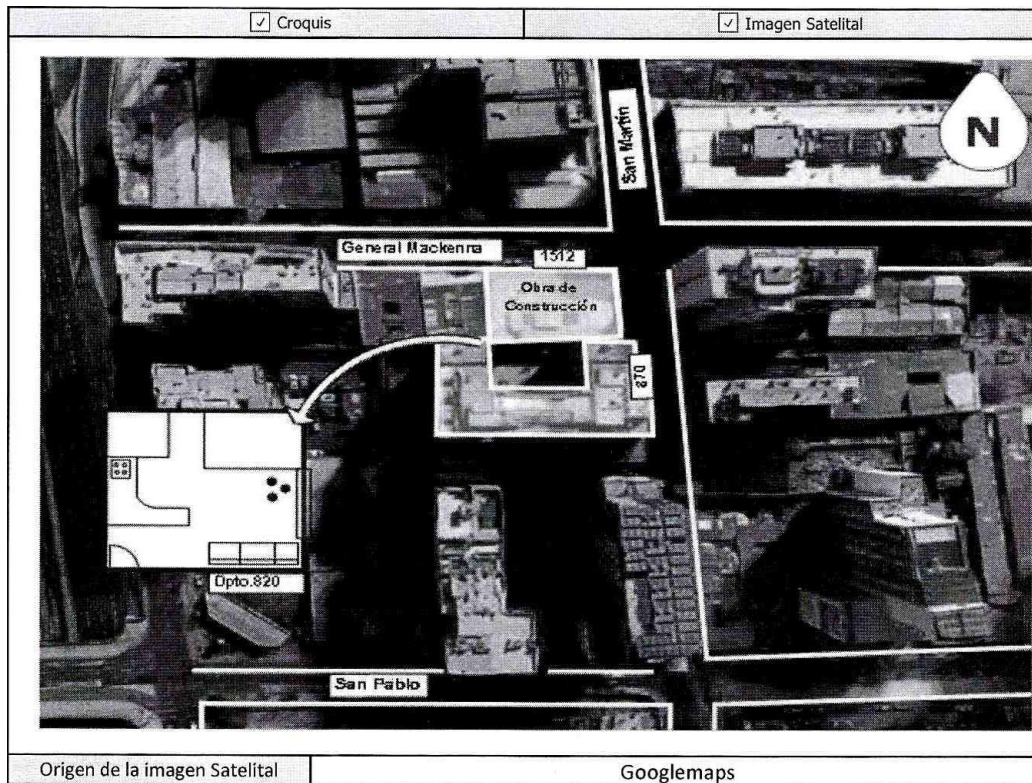 Croquis
Imagen Satelital
N
San Martín
General Mackenna
1512
Obra de
Construcción
870
Dpto.820
San Pablo
Origen de la imagen Satelital
Googlemaps